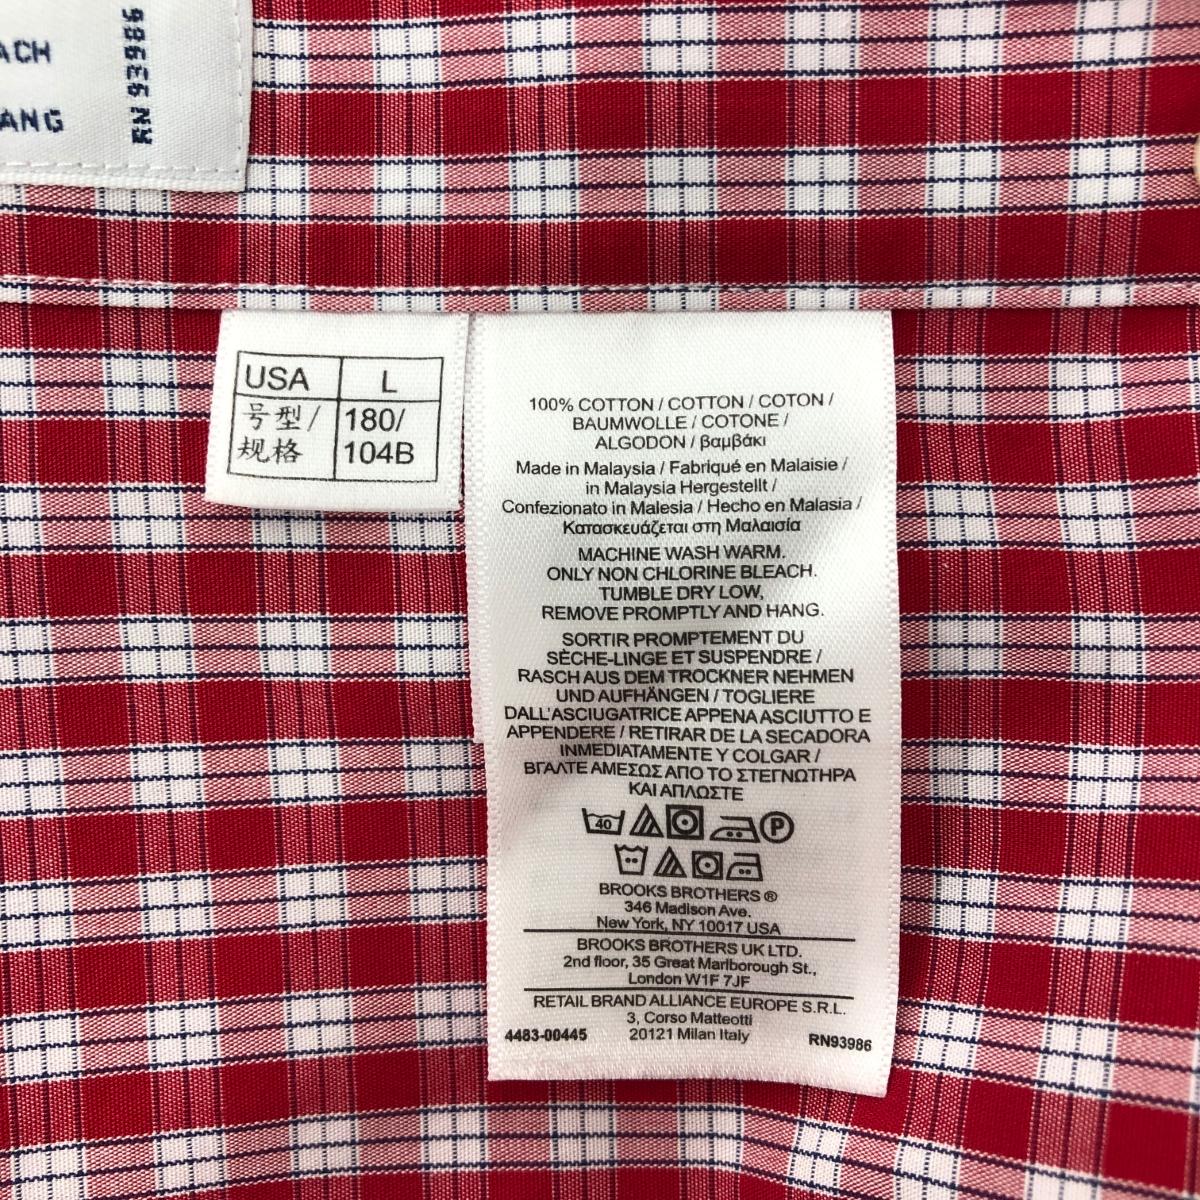 ACH
ANG
RN 93986
USA L
号型/ 180/
规格 104B
100% COTTON / COTTON / COTON /
BAUMWOLLE / COTONE /
ALGODON / βαμβάκι
Made in Malaysia / Fabriqué en Malaisie /
in Malaysia Hergestellt /
Confezionato in Malesia / Hecho en Malasia /
Κατασκευάζεται στη Μαλαισία
MACHINE WASH WARM.
ONLY NON CHLORINE BLEACH.
TUMBLE DRY LOW,
REMOVE PROMPTLY AND HANG.
SORTIR PROMPTEMENT DU
SÈCHE-LINGE ET SUSPENDRE /
RASCH AUS DEM TROCKNER NEHMEN
UND AUFHÄNGEN / TOGLIERE
DALL'ASCIUGATRICE APPENA ASCIUTTO E
APPENDERE / RETIRAR DE LA SECADORA
INMEDIATAMENTE Y COLGAR /
ΒΓΑΛΤΕ ΑΜΕΣΩΣ ΑΠΟ ΤΟ ΣΤΕΓΝΩΤΗΡΑ
ΚΑΙ ΑΠΛΩΣΤΕ
40 P
BROOKS BROTHERS ®
346 Madison Ave.
New York, NY 10017 USA
BROOKS BROTHERS UK LTD.
2nd floor, 35 Great Marlborough St.,
London W1F 7JF
RETAIL BRAND ALLIANCE EUROPE S.R.L.
3, Corso Matteotti
4483-00445 20121 Milan Italy RN93986